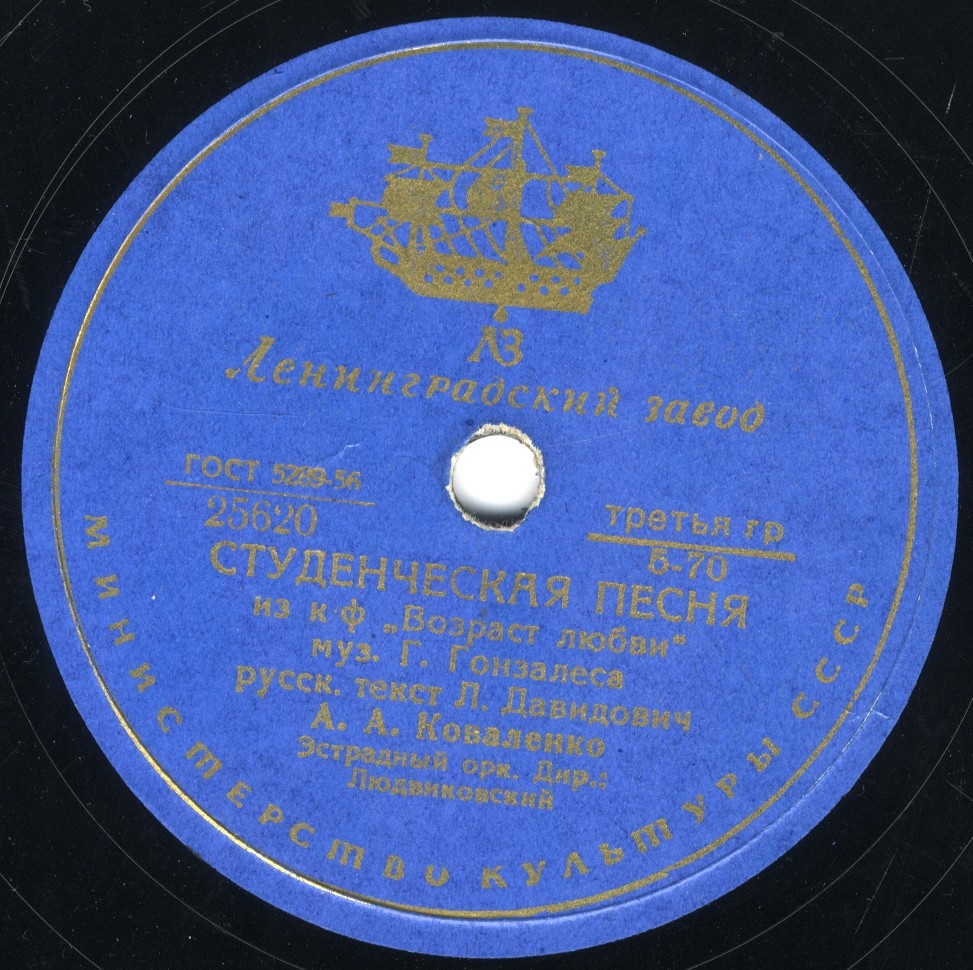 ЛЗ
Ленинградский завод
ГОСТ 5289-56
25620
третья гр
5-70
СТУДЕНЧЕСКАЯ ПЕСНЯ
из к·ф „Возраст любви“
муз. Г. Гонзалеса
русск. текст Л. Давидович
А. А. Коваленко
Эстрадный орк. Дир.:
Людвиковский
МИНИСТЕРСТВО КУЛЬТУРЫ СССР